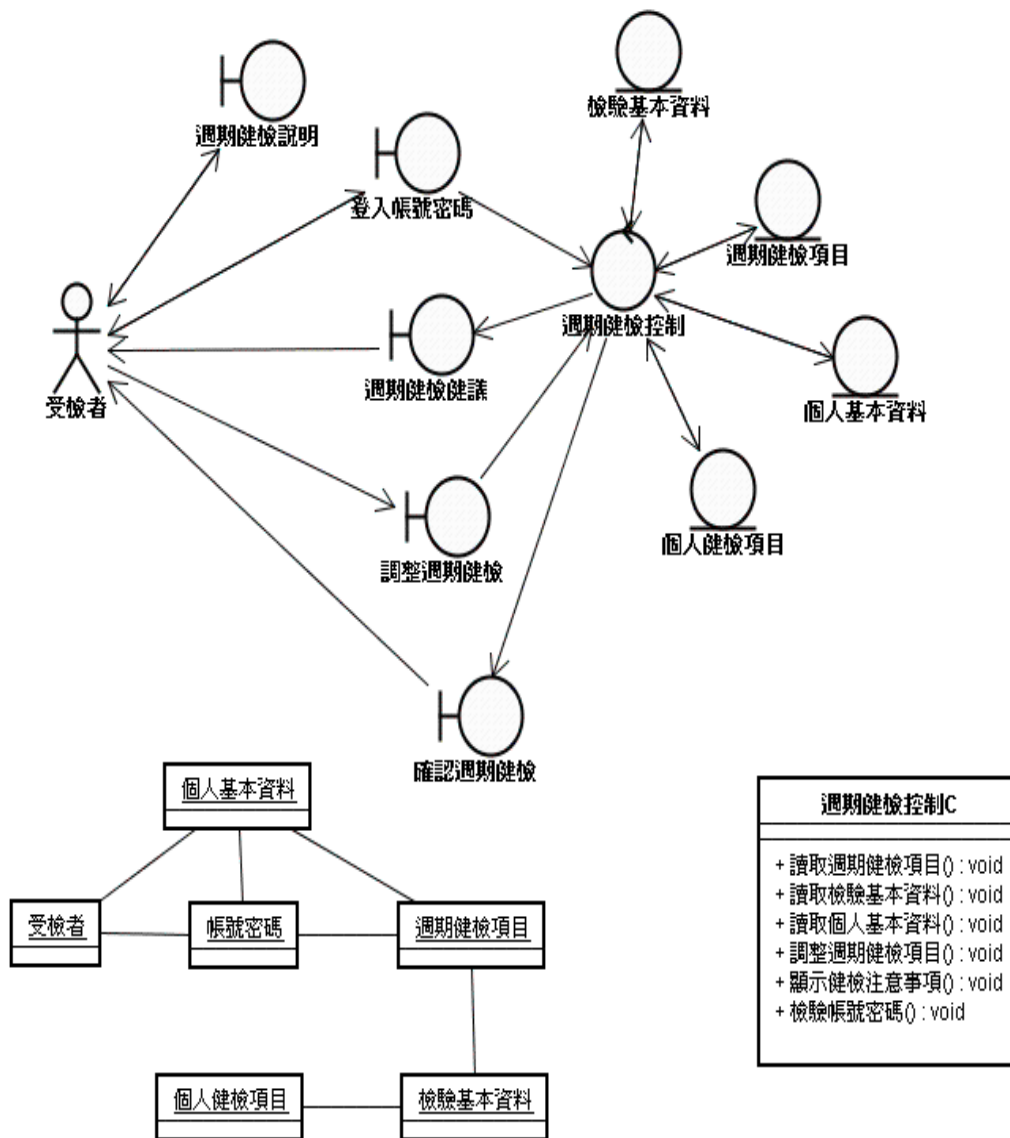 檢驗基本資料
週期健檢說明
登入帳號密碼
週期健檢項目
週期健檢控制
受檢者
週期健檢健議
個人基本資料
個人健檢項目
調整週期健檢
確認週期健檢
個人基本資料
受檢者
帳號密碼
週期健檢項目
個人健檢項目
檢驗基本資料
週期健檢控制C
+ 讀取週期健檢項目() : void
+ 讀取檢驗基本資料() : void
+ 讀取個人基本資料() : void
+ 調整週期健檢項目() : void
+ 顯示健檢注意事項() : void
+ 檢驗帳號密碼() : void